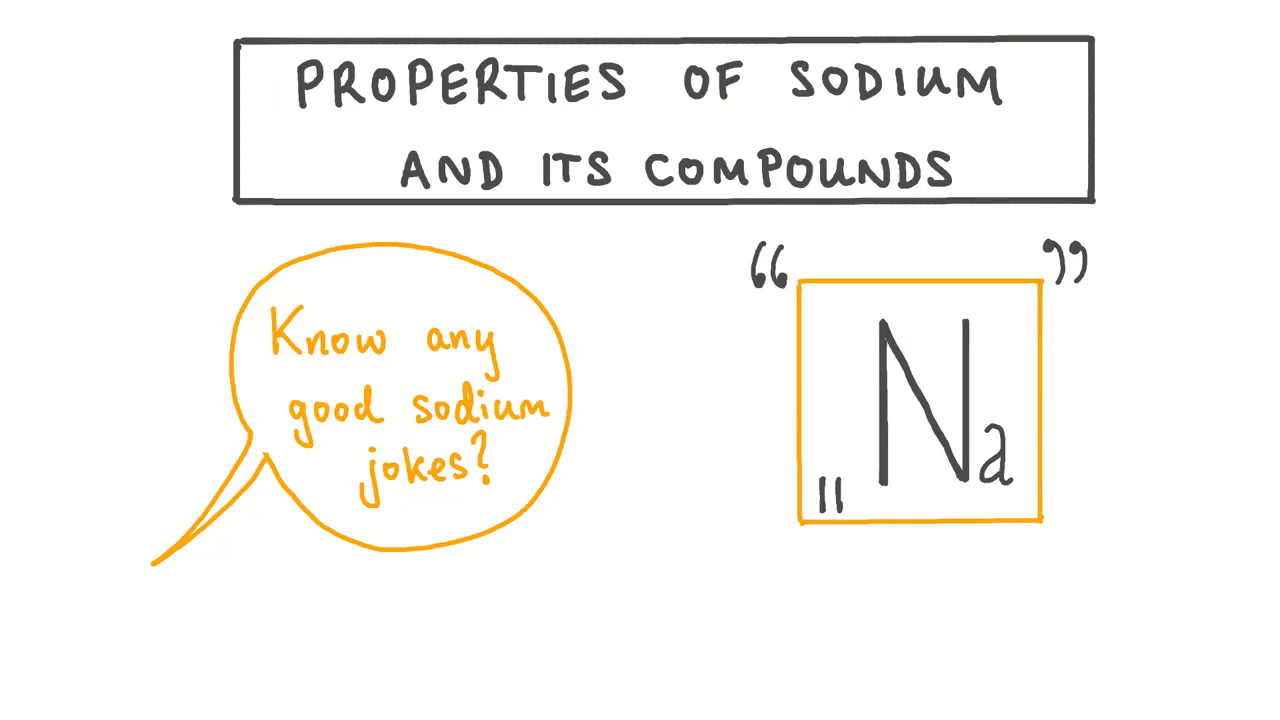 PROPERTIES OF SODIUM
AND ITS COMPOUNDS
Know any
good sodium
jokes?
“ Na ”
11